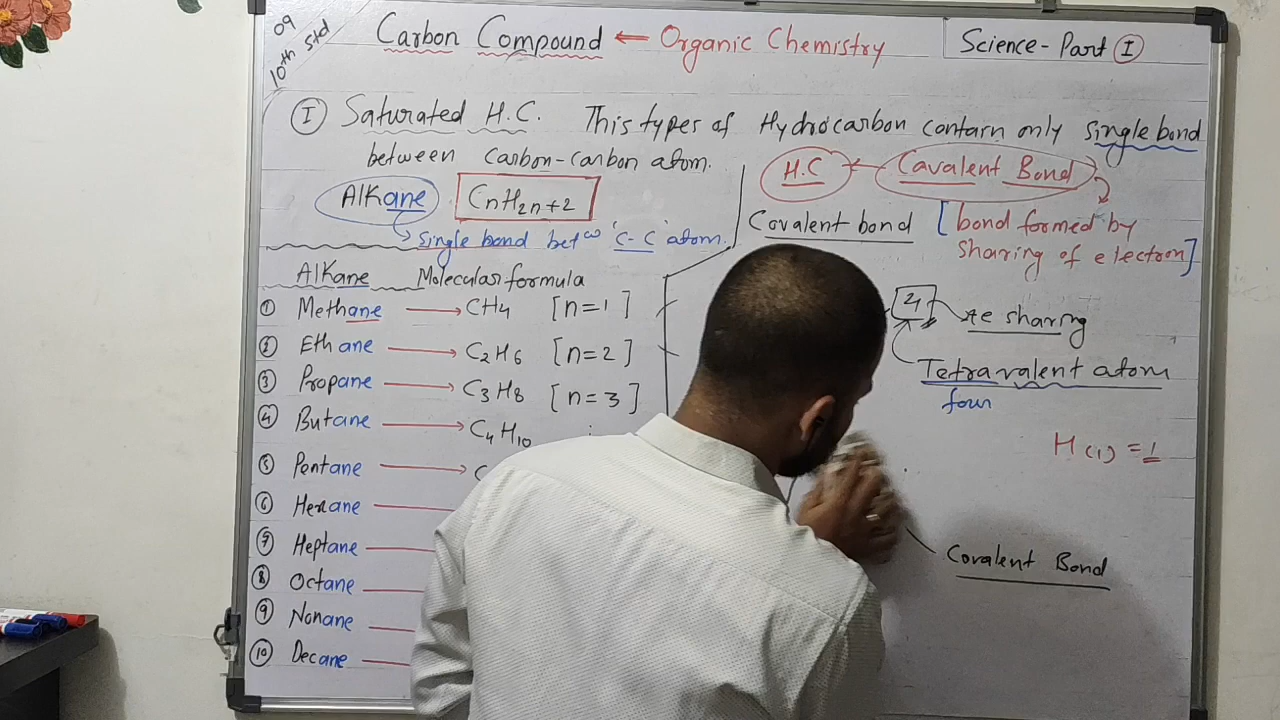 09
10th std
Carbon Compound ← Organic Chemistry
Science - Part I
I Saturated H.C. This types of Hydrocarbon contain only single bond
between Carbon-carbon atom.
H.C ← Cavalent Bond
Alkane CnH2n+2
single bond betn 'C-C' atom.
Covalent bond [bond formed by
sharing of electron]
Alkane Molecular formula
① Methane → CH4 [n=1]
② Ethane → C2H6 [n=2]
③ Propane → C3H8 [n=3]
④ Butane → C4H10
⑤ Pentane → C
⑥ Hexane
⑦ Heptane
⑧ Octane
⑨ Nonane
⑩ Decane
sharing
Tetravalent atom
four
H (1) = 1
Covalent Bond